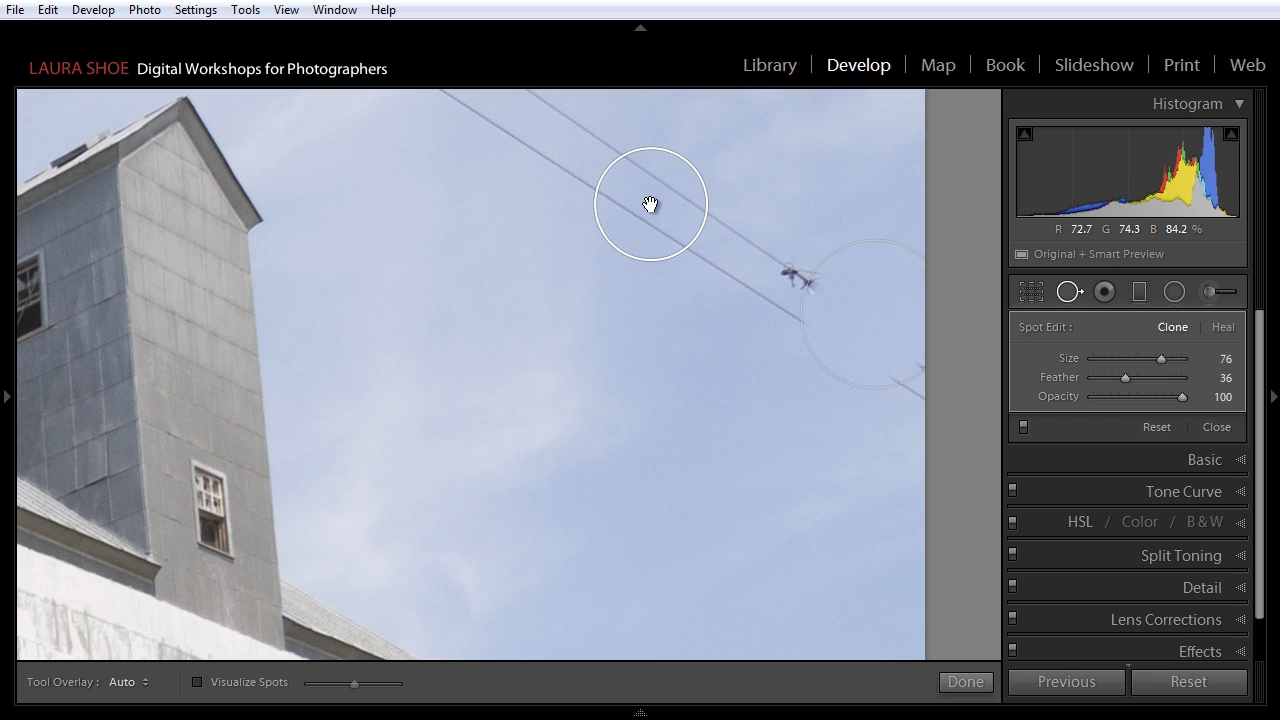 File Edit Develop Photo Settings Tools View Window Help
LAURA SHOE Digital Workshops for Photographers
Library Develop Map Book Slideshow Print Web
Histogram
R 72.7 G 74.3 B 84.2 %
Original + Smart Preview
Spot Edit : Clone Heal
Size 76
Feather 36
Opacity 100
Reset Close
Basic
Tone Curve
HSL / Color / B & W
Split Toning
Detail
Lens Corrections
Effects
Tool Overlay : Auto Visualize Spots Done
Previous Reset